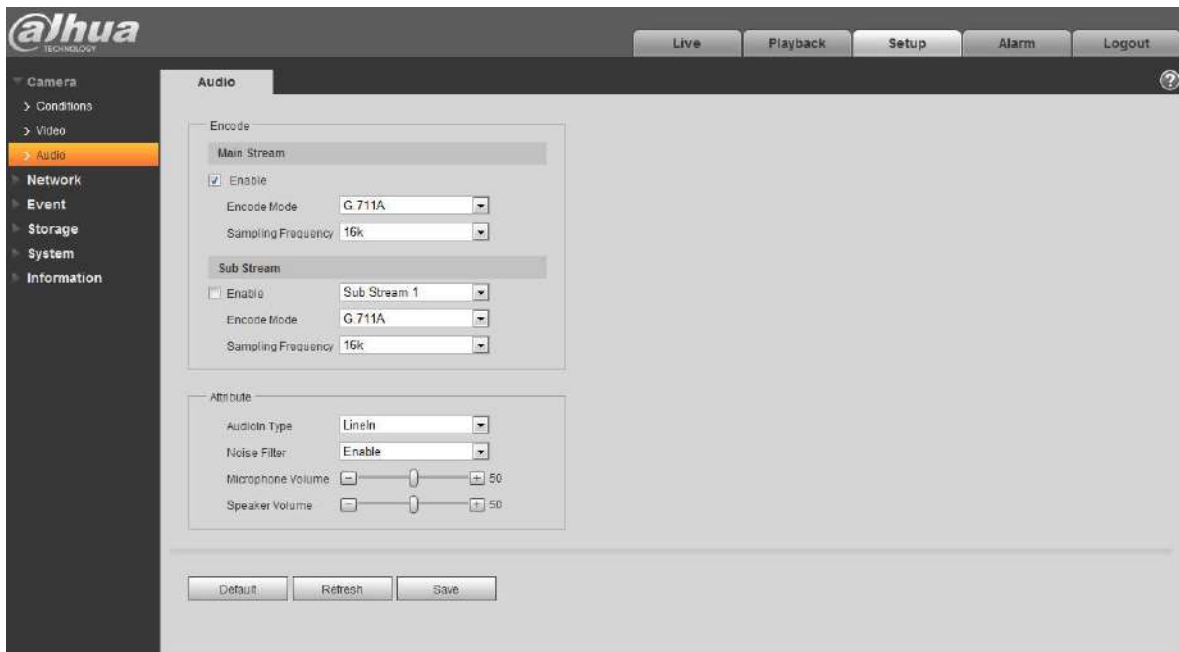 alhua
TECHNOLOGY
Live Playback Setup Alarm Logout
Camera
Conditions
Video
Audio
Network
Event
Storage
System
Information
Audio
?
Encode
Main Stream
Enable
Encode Mode G.711A
Sampling Frequency 16k
Sub Stream
Enable Sub Stream 1
Encode Mode G.711A
Sampling Frequency 16k
Attribute
AudioIn Type LineIn
Noise Filter Enable
Microphone Volume - + 50
Speaker Volume - + 50
Default Refresh Save